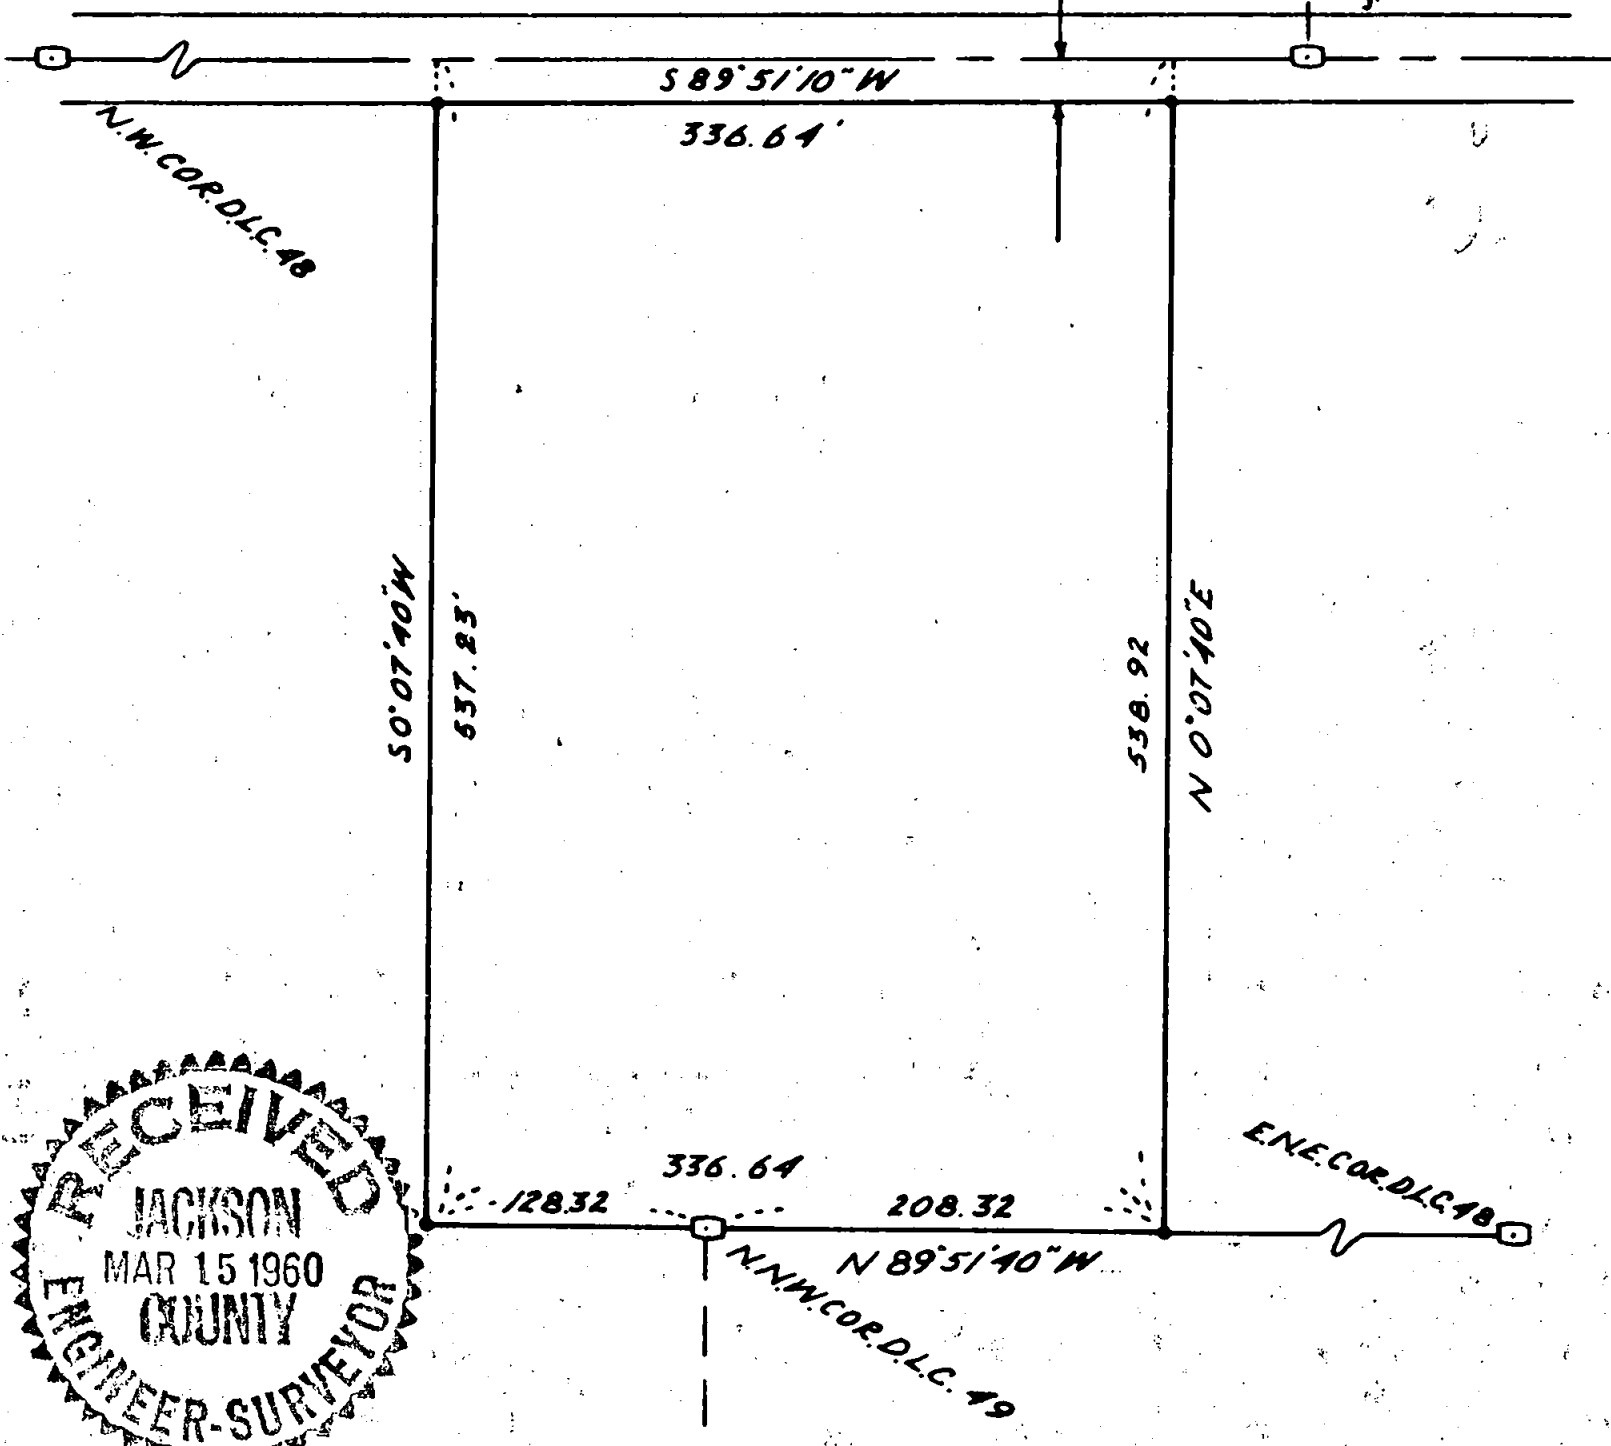 S 89°51'10" W
336.64'
N.W. COR. D.L.C. 48
S 0°07'40" W
537.23'
538.92
N 0°07'40" E
E.N.E. COR. D.L.C. 48
336.64
128.32
208.32
N 89°51'40" W
N.N.W. COR. D.L.C. 49
RECEIVED
JACKSON
MAR 15 1960
COUNTY
ENGINEER-SURVEYOR